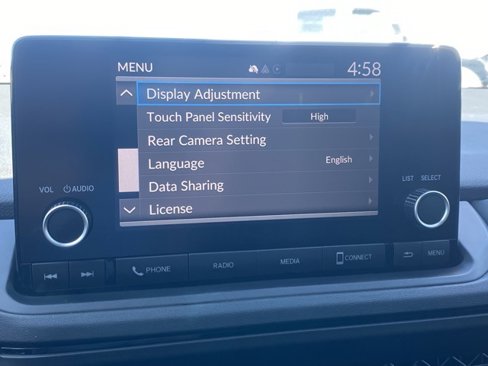 MENU 4:58
Display Adjustment
Touch Panel Sensitivity High
Rear Camera Setting
Language English
Data Sharing
License
VOL AUDIO
LIST SELECT
PHONE RADIO MEDIA CONNECT MENU